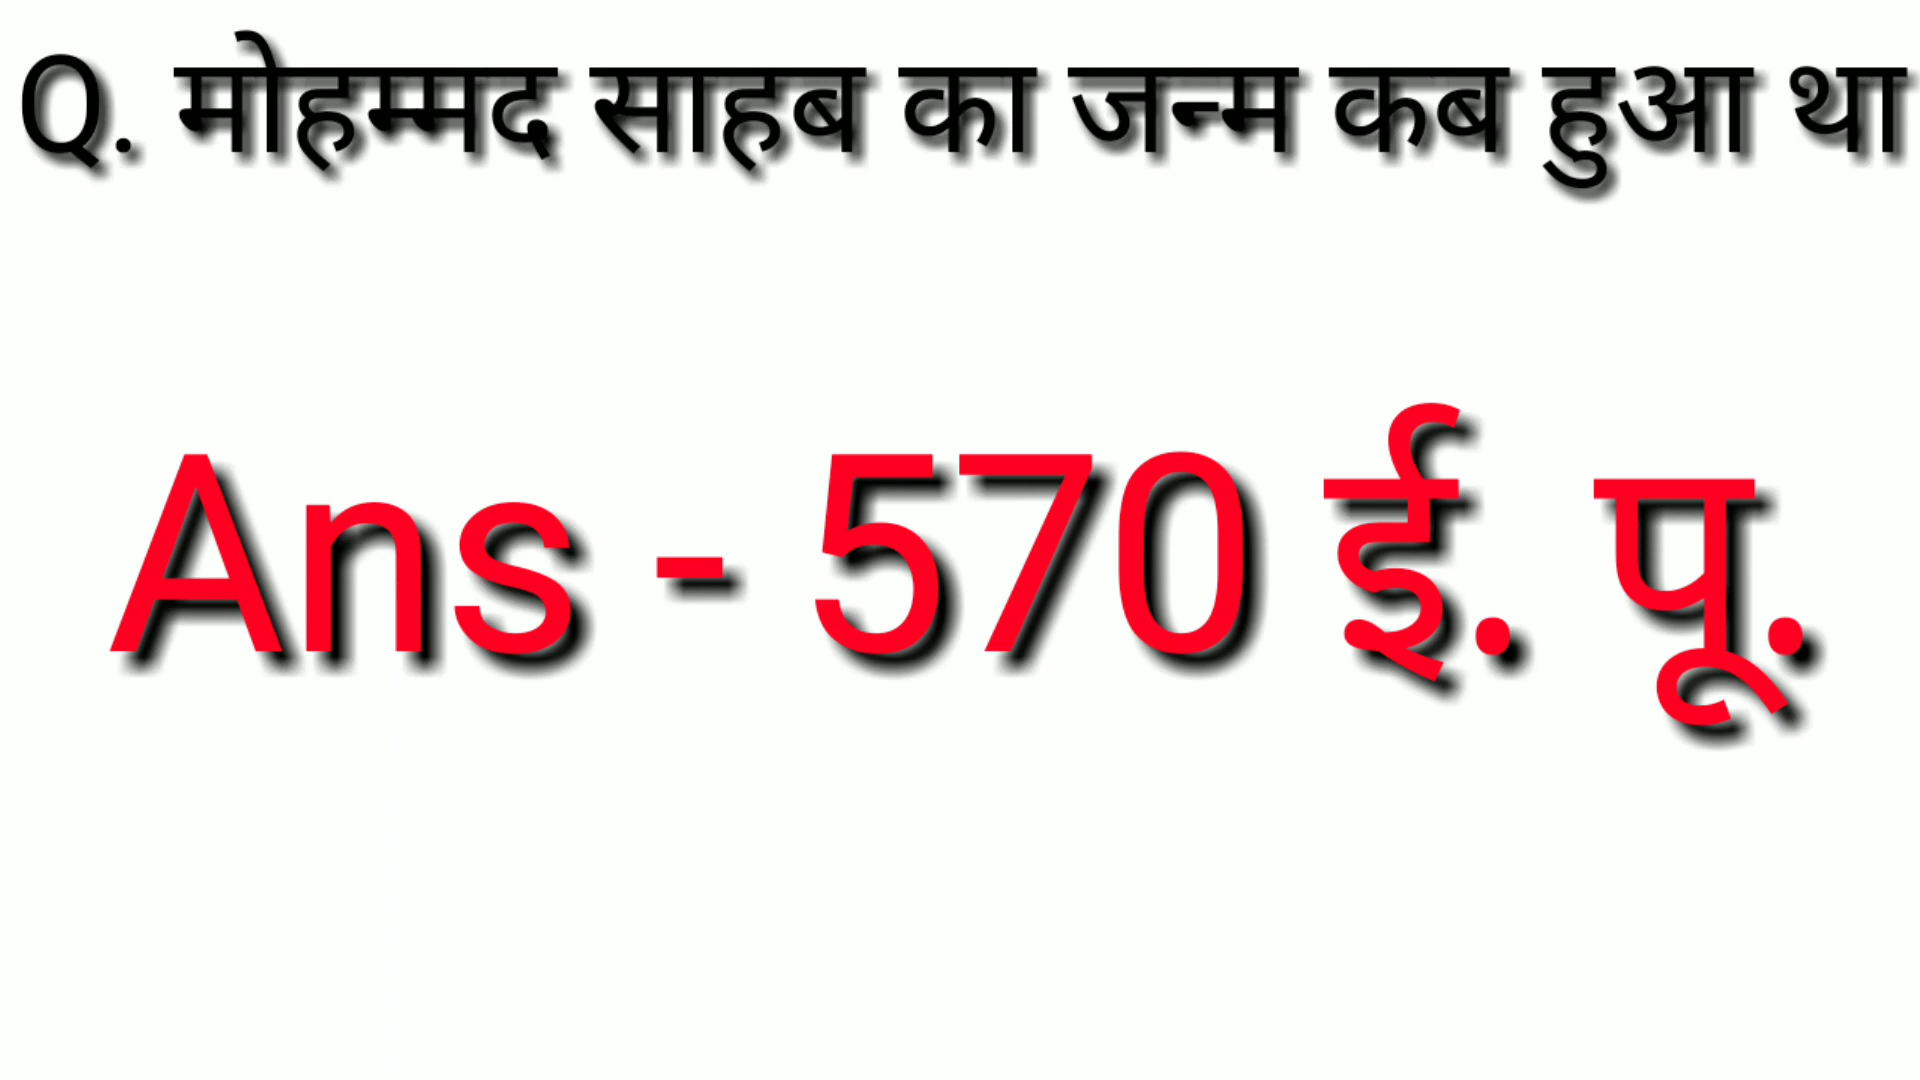 Q. मोहम्मद साहब का जन्म कब हुआ था
Ans - 570 ई. पू.